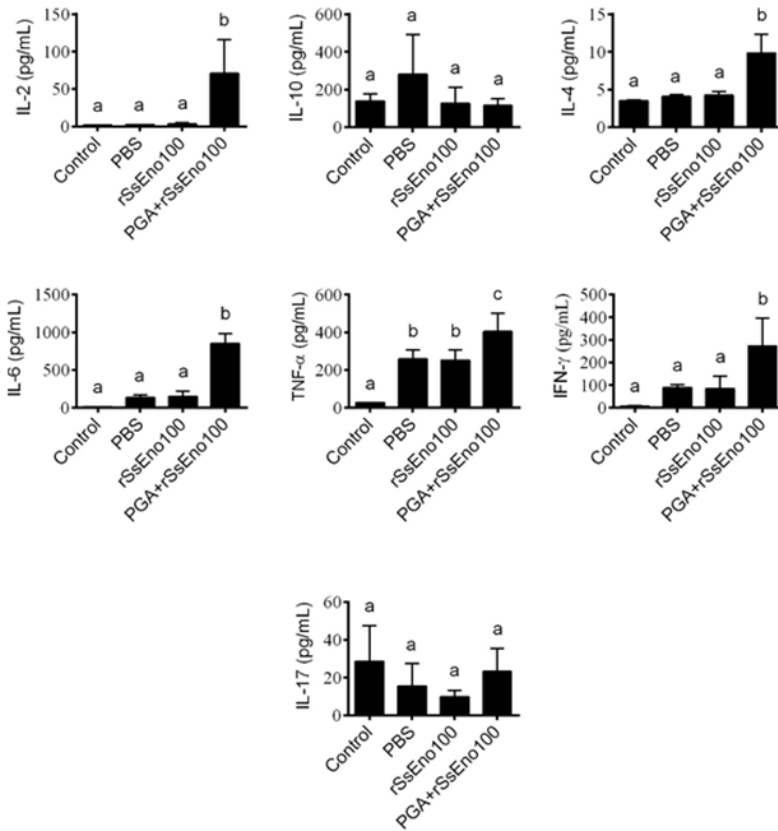 IL-2 (pg/mL)
150
100
50
0
a
a
a
b
Control
PBS
rSsEno100
PGA+rSsEno100
IL-10 (pg/mL)
600
400
200
0
a
a
a
a
Control
PBS
rSsEno100
PGA+rSsEno100
IL-4 (pg/mL)
15
10
5
0
a
a
a
b
Control
PBS
rSsEno100
PGA+rSsEno100
IL-6 (pg/mL)
1500
1000
500
0
a
a
a
b
Control
PBS
rSsEno100
PGA+rSsEno100
TNF-α (pg/mL)
600
400
200
0
a
b
b
c
Control
PBS
rSsEno100
PGA+rSsEno100
IFN-γ (pg/mL)
500
400
300
200
100
0
a
a
a
b
Control
PBS
rSsEno100
PGA+rSsEno100
IL-17 (pg/mL)
60
40
20
0
a
a
a
a
Control
PBS
rSsEno100
PGA+rSsEno100